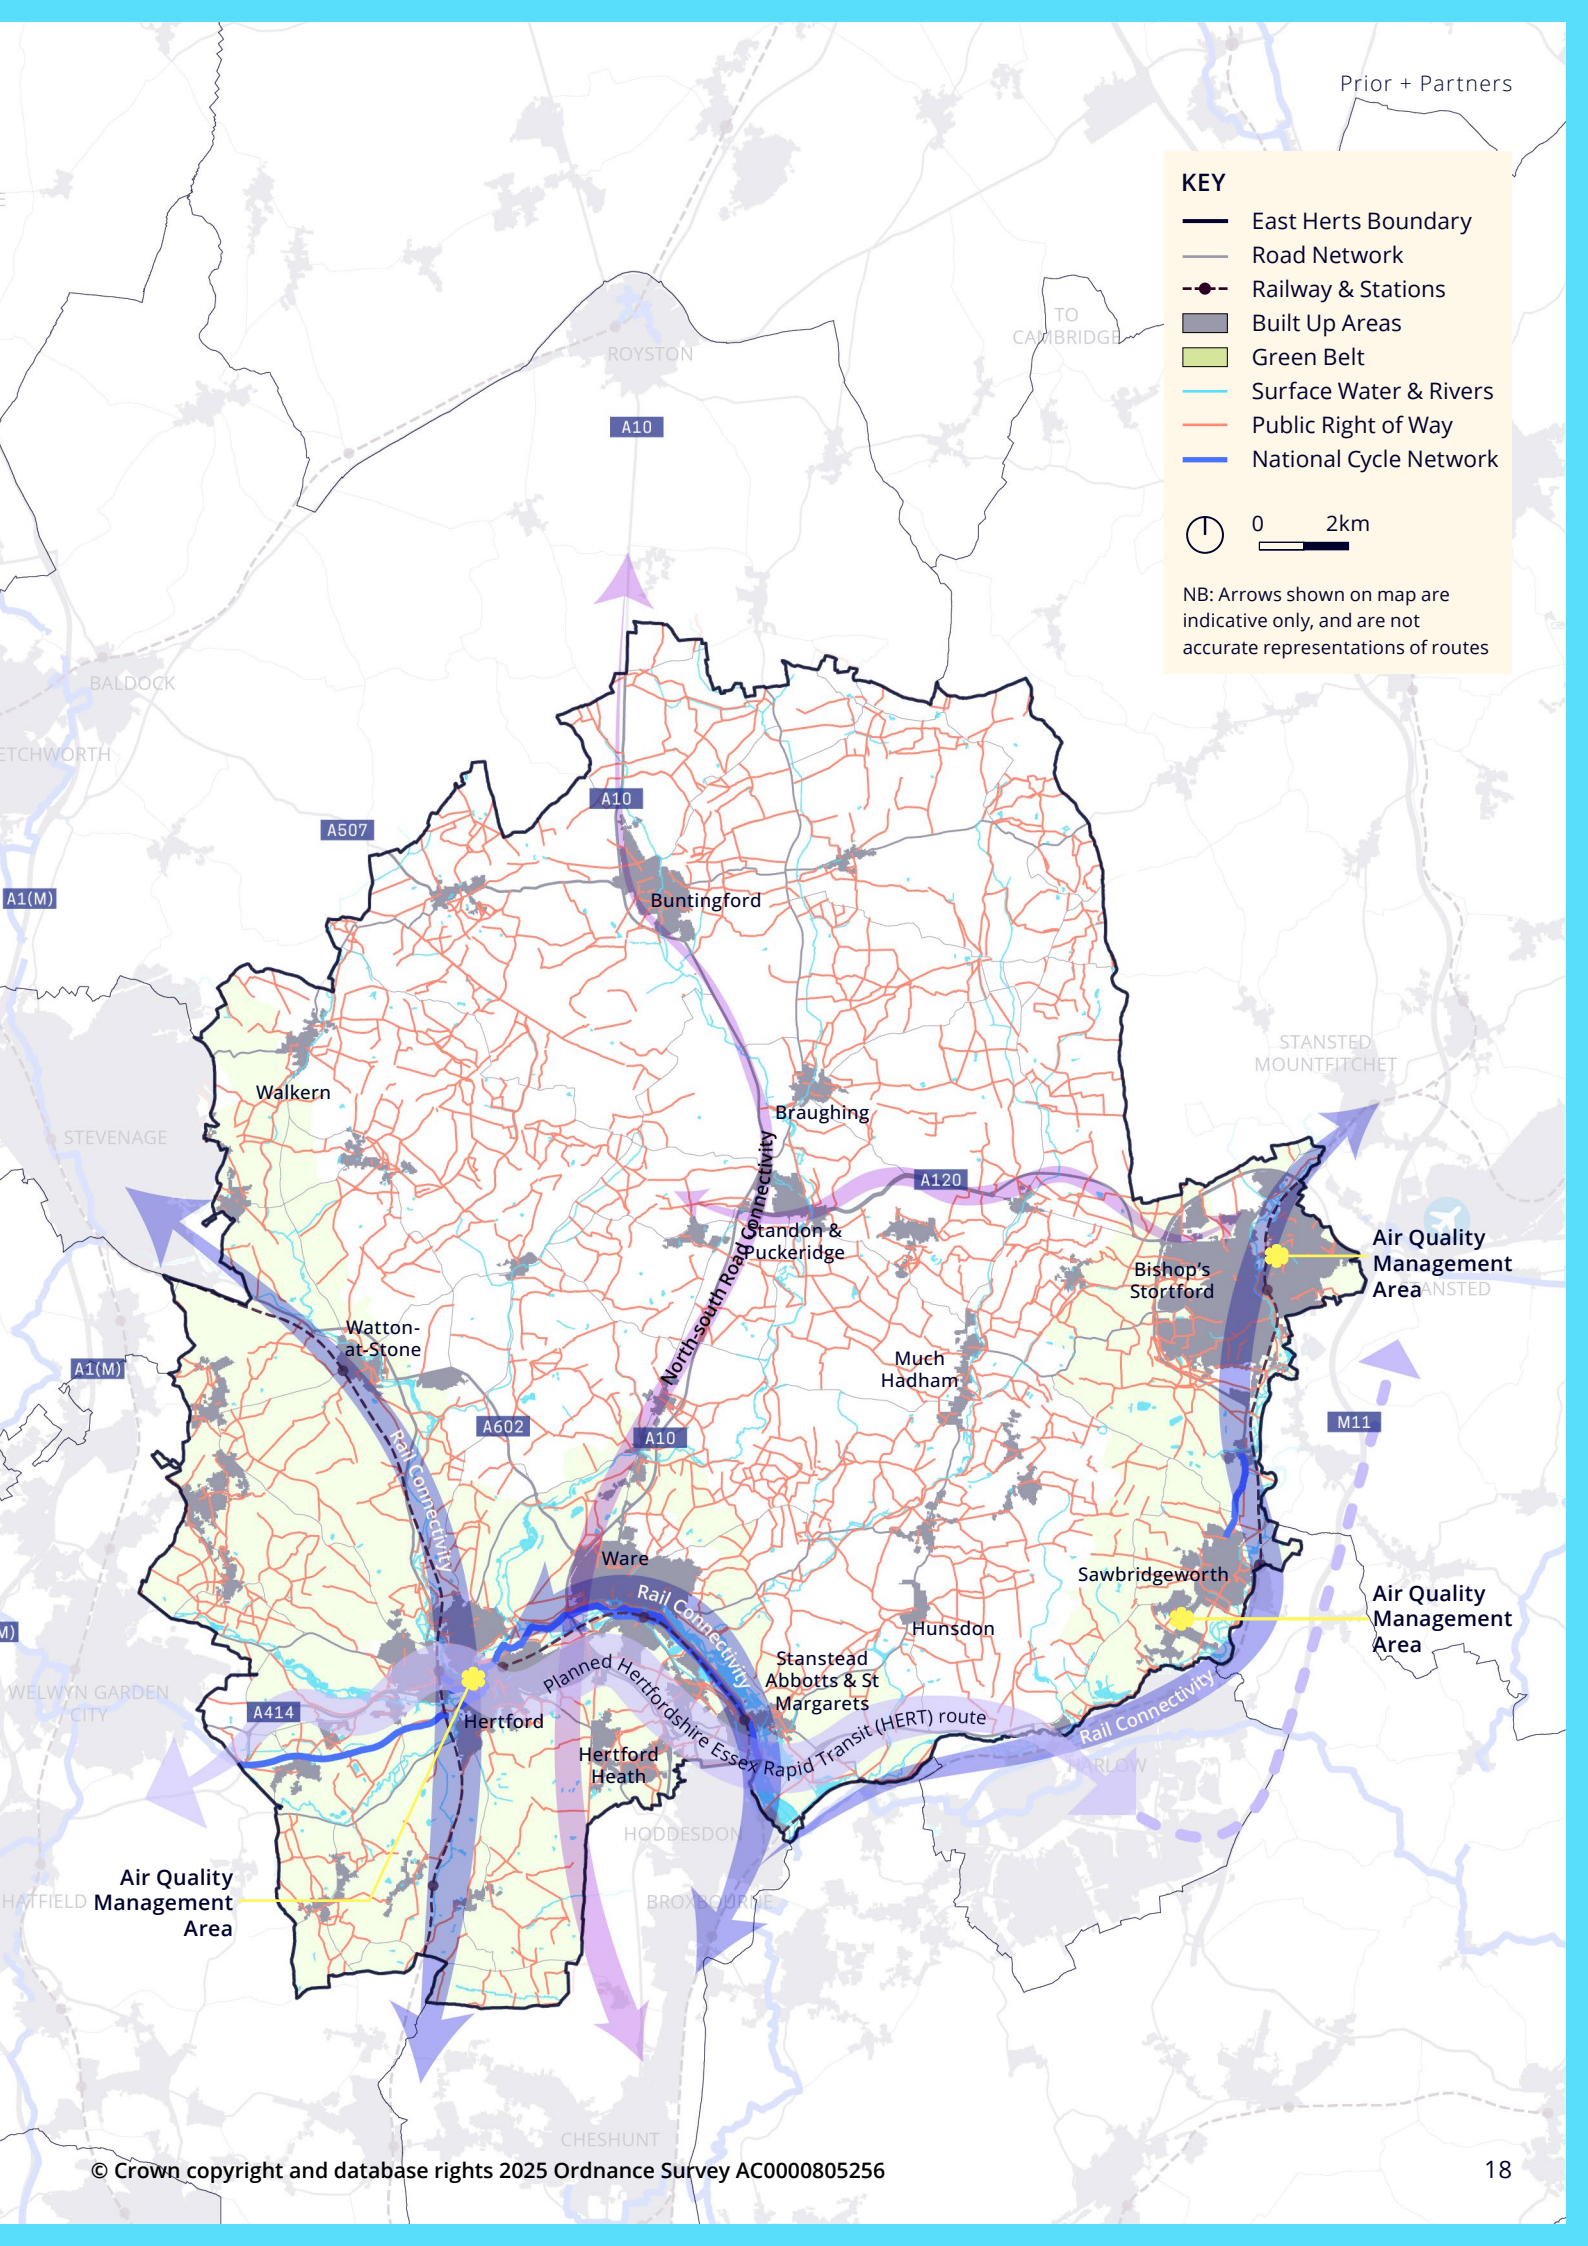 Prior + Partners
KEY
East Herts Boundary
Road Network
Railway & Stations
Built Up Areas
Green Belt
Surface Water & Rivers
Public Right of Way
National Cycle Network
0 2km
NB: Arrows shown on map are
indicative only, and are not
accurate representations of routes
TO
CAMBRIDGE
ROYSTON
A10
BALDOCK
ETCHWORTH
A10
A507
A1(M)
Buntingford
STANSTED
MOUNTFITCHET
Walkern
Braughing
STEVENAGE
A120
North-south Road Connectivity
Standon &
Puckeridge
Air Quality
Management
Area
ANSTED
Bishop's
Stortford
Watton-
at-Stone
A1(M)
Much
Hadham
A602
A10
M11
Rail Connectivity
Ware
Sawbridgeworth
Rail Connectivity
Air Quality
Management
Area
Hunsdon
M)
Stanstead
Abbotts & St
Margarets
Planned Hertfordshire Essex Rapid Transit (HERT) route
WELWYN GARDEN
CITY
A414
Hertford
Rail Connectivity
Hertford
Heath
HARLOW
HODDESDON
Air Quality
Management
Area
HATFIELD
BROXBOURNE
CHESHUNT
© Crown copyright and database rights 2025 Ordnance Survey AC0000805256
18